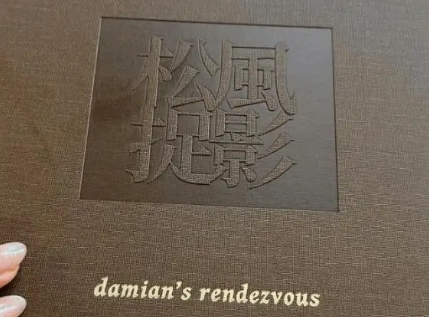 松風
捉影
damian's rendezvous